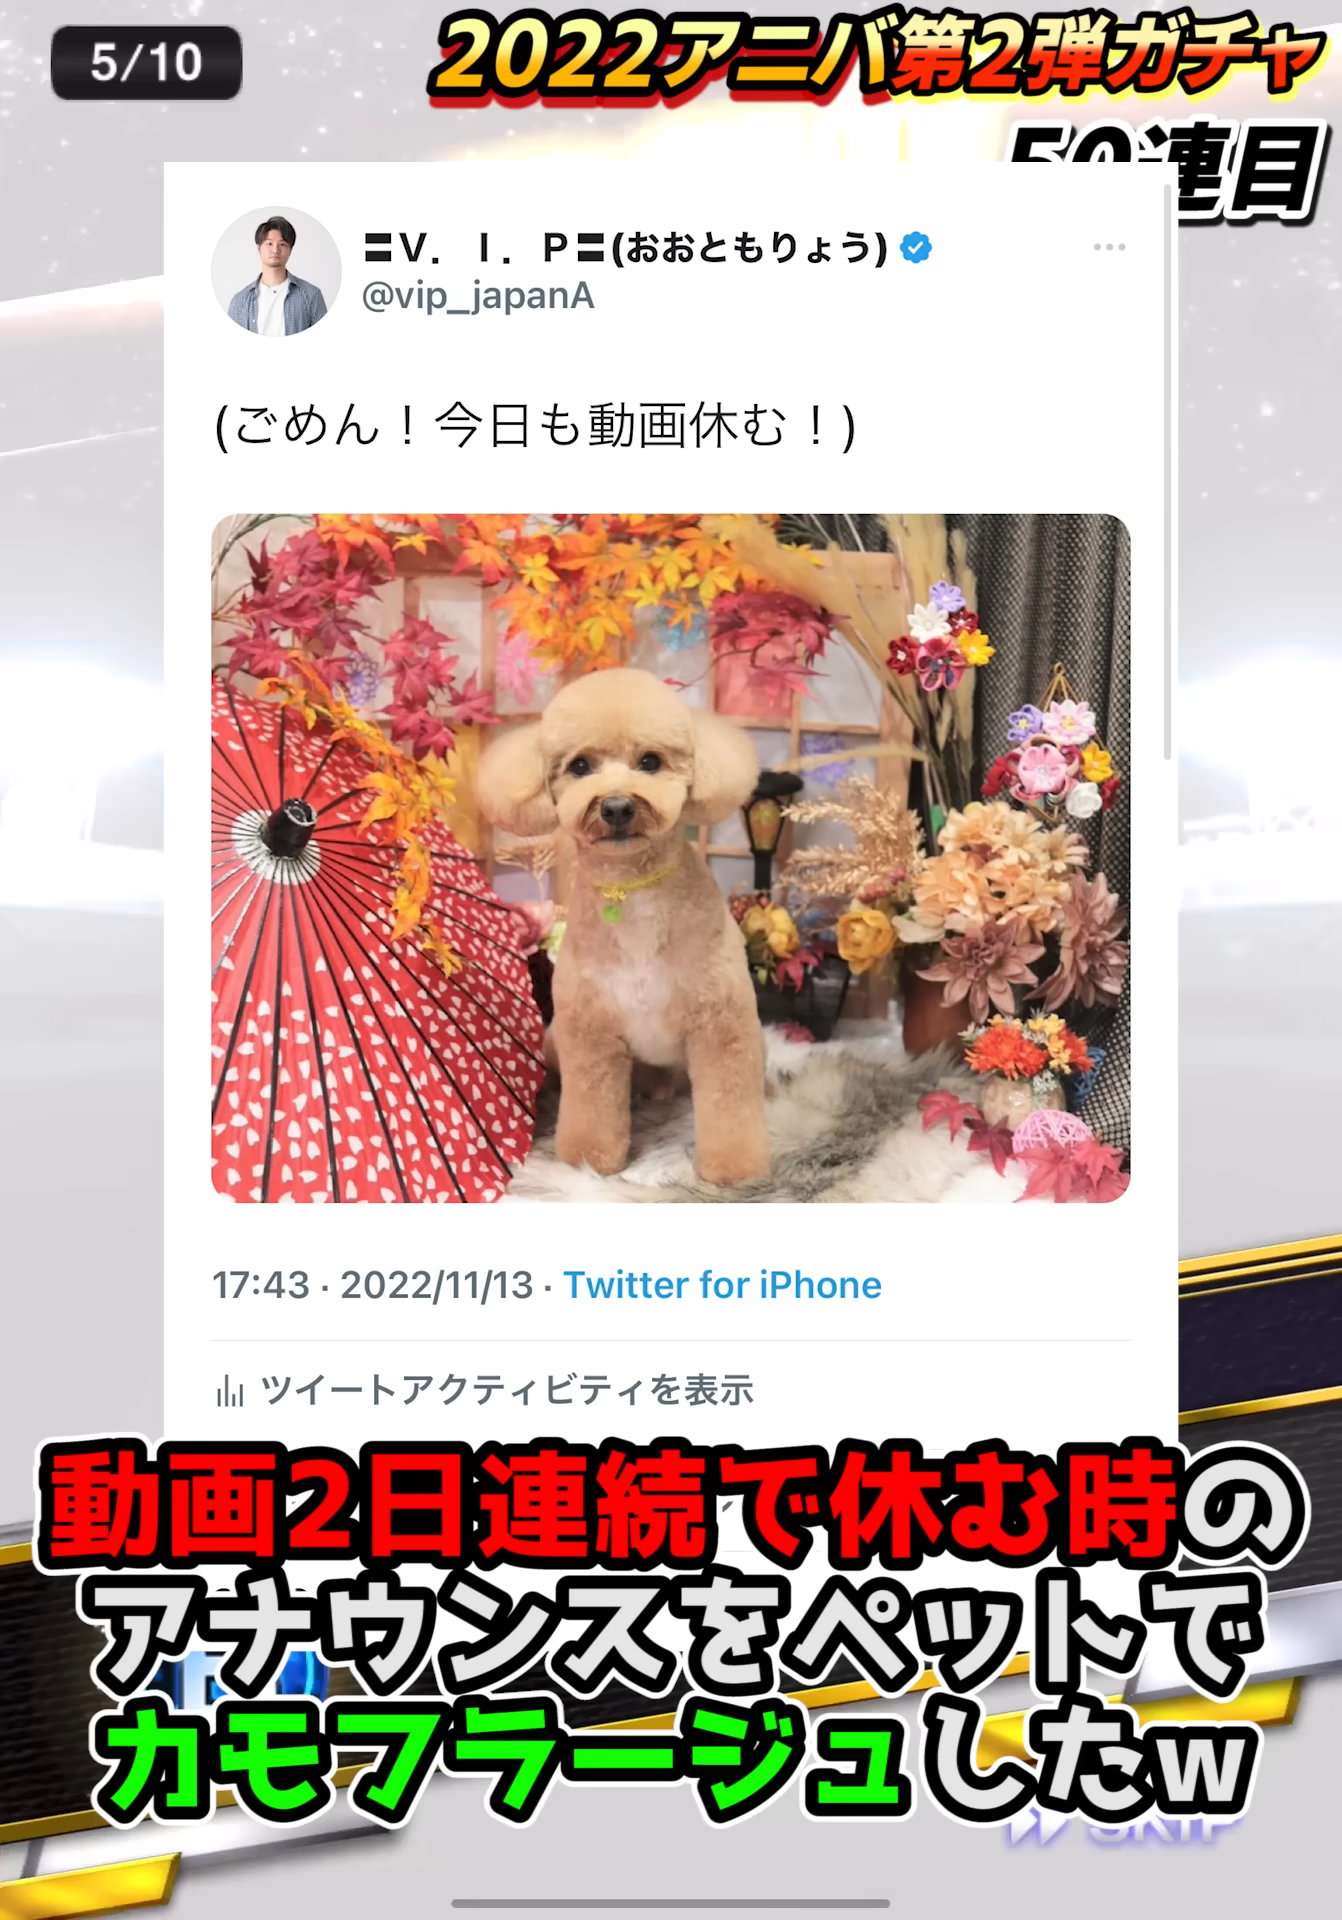 5/10
2022アニバ第2弾ガチャ
50連目
〓V．I．P〓(おおともりょう)
@vip_japanA
(ごめん！今日も動画休む！)
17:43 · 2022/11/13 · Twitter for iPhone
ツイートアクティビティを表示
動画2日連続で休む時の
アナウンスをペットで
カモフラージュしたw
SKIP